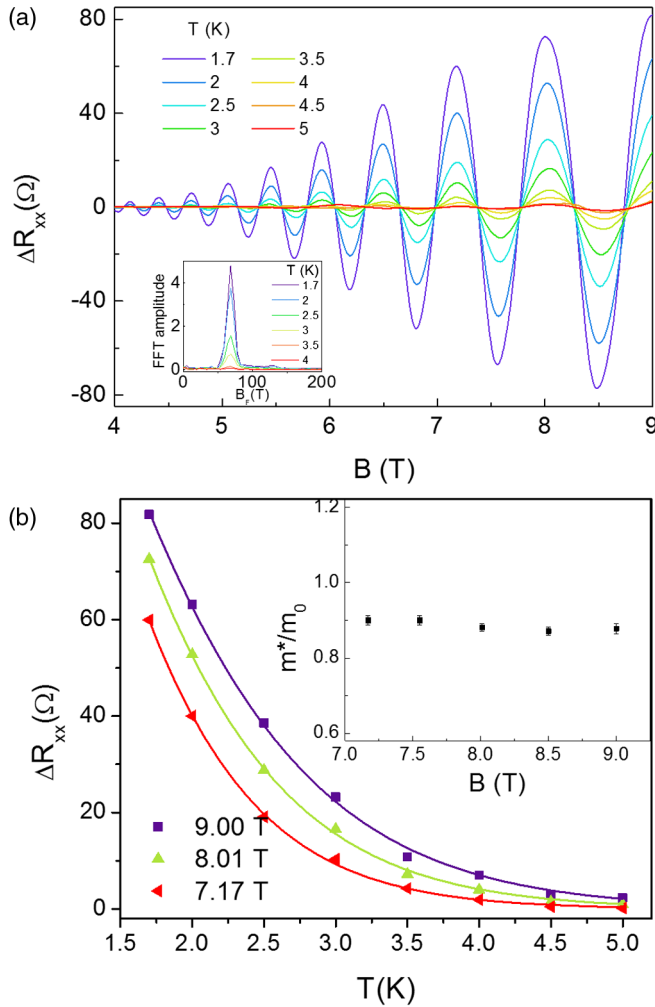 (a)
80
40
0
-40
-80
ΔRxx(Ω)
T (K)
1.7 3.5
2 4
2.5 4.5
3 5
FFT amplitude
4
2
0
T (K)
1.7
2
2.5
3
3.5
4
0 100 200
BF(T)
4 5 6 7 8 9
B (T)
(b)
80
60
40
20
0
ΔRxx(Ω)
9.00 T
8.01 T
7.17 T
m*/m0
1.2
1.0
0.8
0.6
7.0 7.5 8.0 8.5 9.0
B (T)
1.5 2.0 2.5 3.0 3.5 4.0 4.5 5.0
T(K)